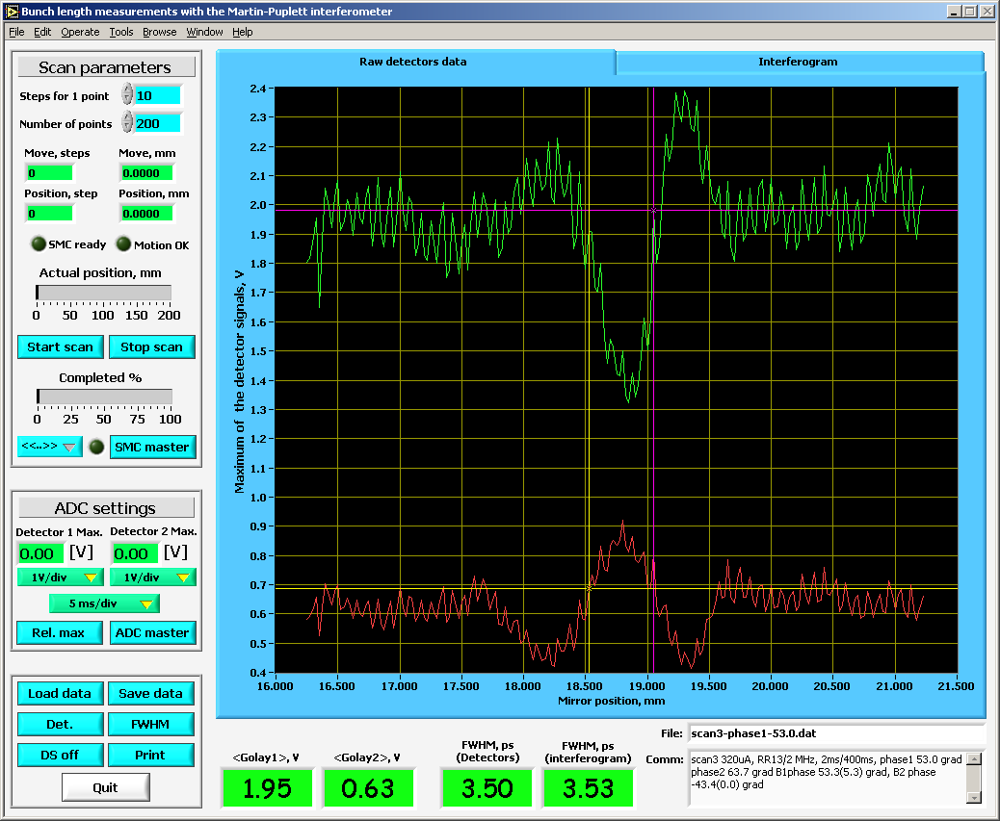 Bunch length measurements with the Martin-Puplett interferometer
File Edit Operate Tools Browse Window Help
Scan parameters
Steps for 1 point 10
Number of points 200
Move, steps Move, mm
0 0.0000
Position, step Position, mm
0 0.0000
SMC ready Motion OK
Actual position, mm
0 50 100 150 200
Start scan Stop scan
Completed %
0 25 50 75 100
<<..>> SMC master
ADC settings
Detector 1 Max. Detector 2 Max.
0.00 [V] 0.00 [V]
1V/div 1V/div
5 ms/div
Rel. max ADC master
Load data Save data
Det. FWHM
DS off Print
Quit
Raw detectors data Interferogram
Maximum of the detector signals, V
2.4
2.3
2.2
2.1
2.0
1.9
1.8
1.7
1.6
1.5
1.4
1.3
1.2
1.1
1.0
0.9
0.8
0.7
0.6
0.5
0.4
16.000 16.500 17.000 17.500 18.000 18.500 19.000 19.500 20.000 20.500 21.000 21.500
Mirror position, mm
<Golay1>, V
1.95
<Golay2>, V
0.63
FWHM, ps
(Detectors)
3.50
FWHM, ps
(interferogram)
3.53
File: scan3-phase1-53.0.dat
Comm: scan3 320uA, RR13/2 MHz, 2ms/400ms, phase1 53.0 grad
phase2 63.7 grad B1phase 53.3(5.3) grad, B2 phase
-43.4(0.0) grad